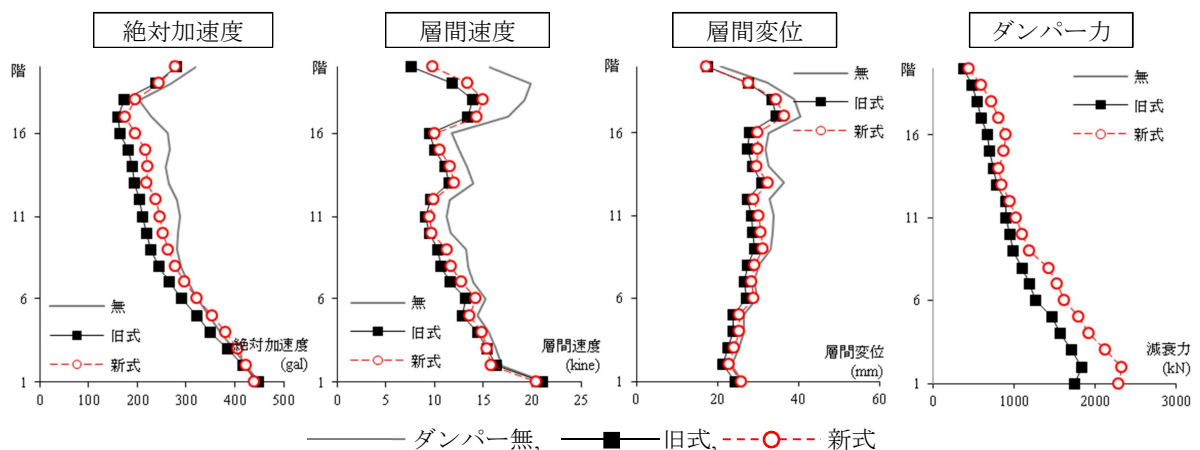 絶対加速度
階
16
11
6
1
0
100
200
300
400
500
無
旧式
新式
絶対加速度
(gal)
層間速度
階
16
11
6
1
0
5
10
15
20
25
無
旧式
新式
層間速度
(kine)
層間変位
階
16
11
6
1
0
20
40
60
無
旧式
新式
層間変位
(mm)
ダンパー力
階
16
11
6
1
0
1000
2000
3000
無
旧式
新式
減衰力
(kN)
ダンパー無, 旧式, 新式